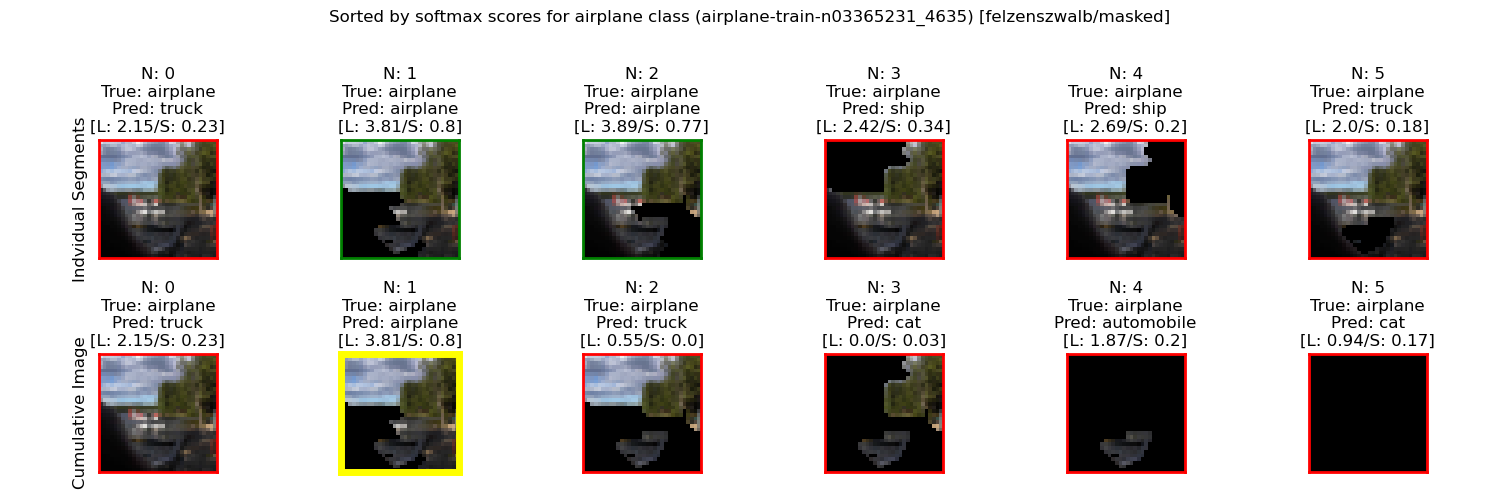 Sorted by softmax scores for airplane class (airplane-train-n03365231_4635) [felzenszwalb/masked]
Indvidual Segments
N: 0
True: airplane
Pred: truck
[L: 2.15/S: 0.23]
N: 1
True: airplane
Pred: airplane
[L: 3.81/S: 0.8]
N: 2
True: airplane
Pred: airplane
[L: 3.89/S: 0.77]
N: 3
True: airplane
Pred: ship
[L: 2.42/S: 0.34]
N: 4
True: airplane
Pred: ship
[L: 2.69/S: 0.2]
N: 5
True: airplane
Pred: truck
[L: 2.0/S: 0.18]
Cumulative Image
N: 0
True: airplane
Pred: truck
[L: 2.15/S: 0.23]
N: 1
True: airplane
Pred: airplane
[L: 3.81/S: 0.8]
N: 2
True: airplane
Pred: truck
[L: 0.55/S: 0.0]
N: 3
True: airplane
Pred: cat
[L: 0.0/S: 0.03]
N: 4
True: airplane
Pred: automobile
[L: 1.87/S: 0.2]
N: 5
True: airplane
Pred: cat
[L: 0.94/S: 0.17]